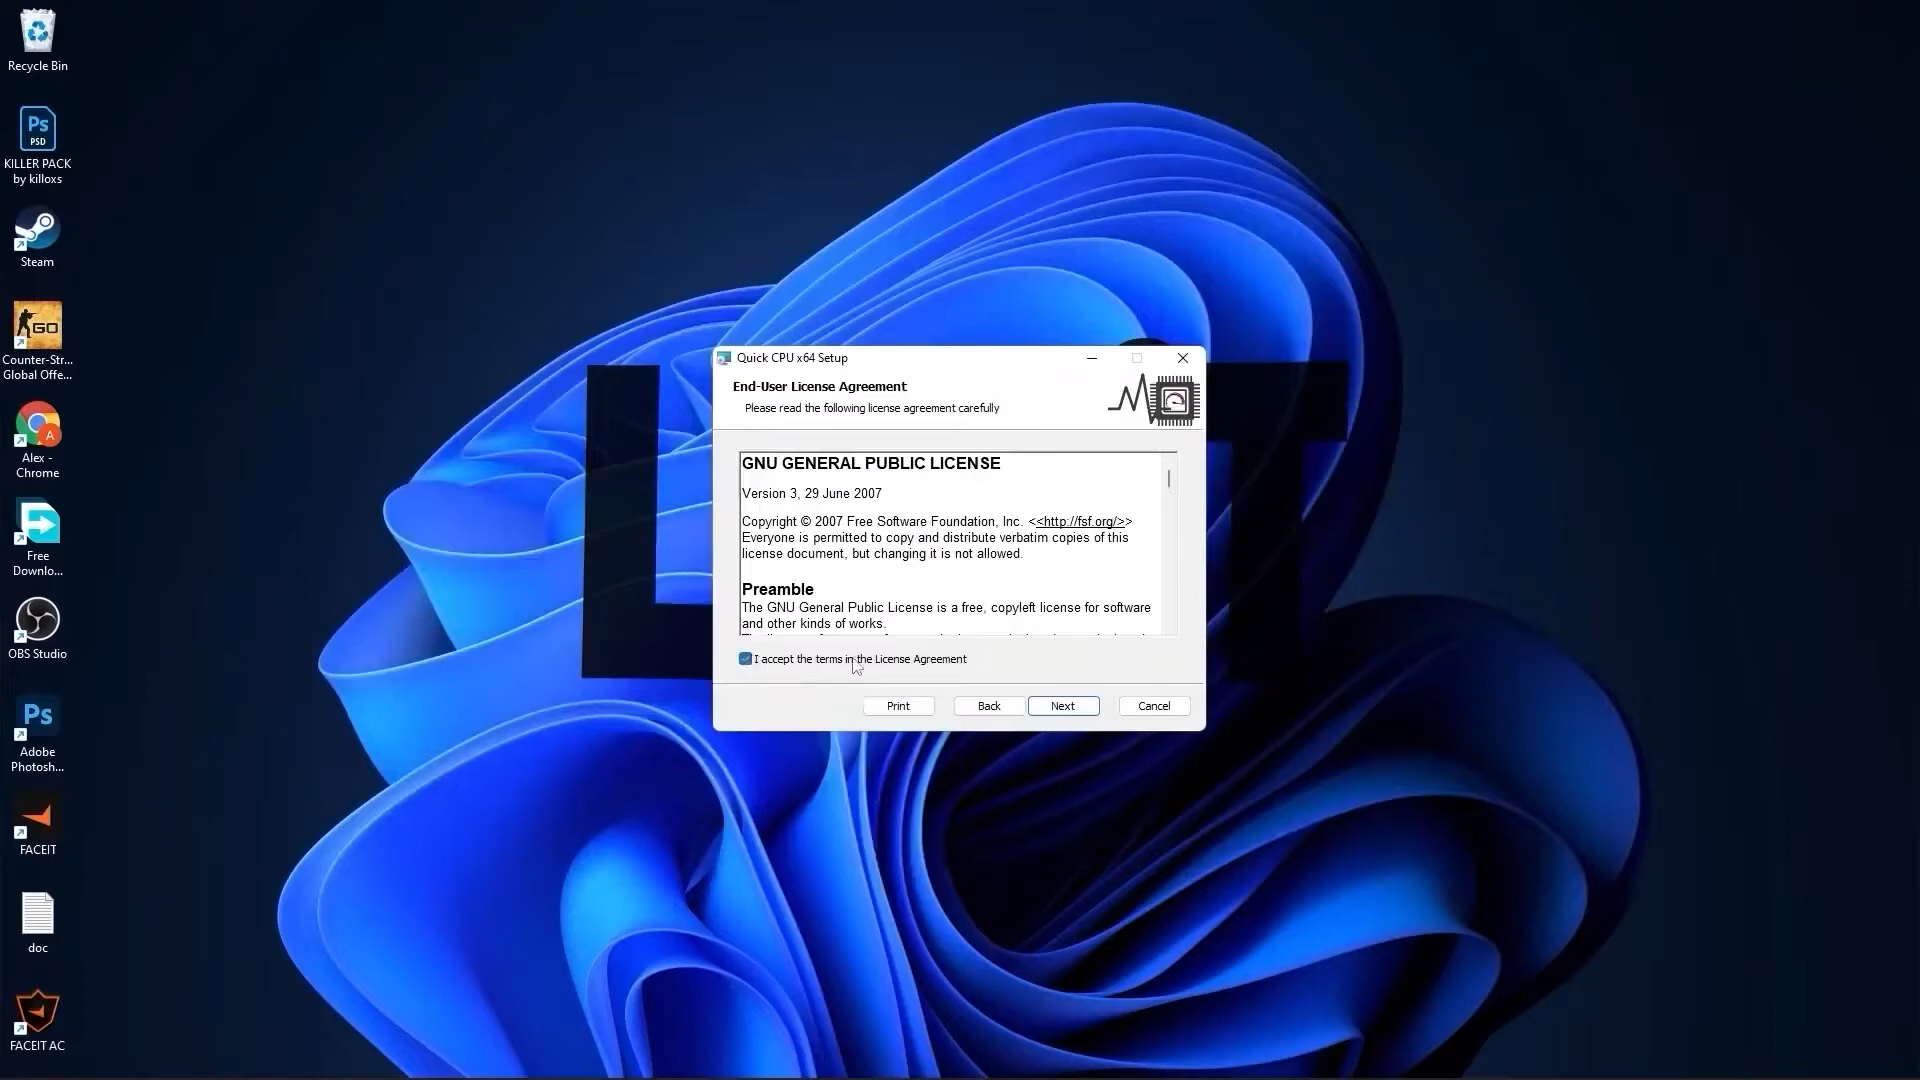 Recycle Bin
Ps
PSD
KILLER PACK
by killoxs
Steam
GO
Counter-Str...
Global Offe...
A
Alex -
Chrome
Free
Downlo...
OBS Studio
Ps
Adobe
Photosh...
FACEIT
doc
FACEIT AC
Quick CPU x64 Setup
End-User License Agreement
Please read the following license agreement carefully
GNU GENERAL PUBLIC LICENSE
Version 3, 29 June 2007
Copyright © 2007 Free Software Foundation, Inc. <<http://fsf.org/>>
Everyone is permitted to copy and distribute verbatim copies of this
license document, but changing it is not allowed.
Preamble
The GNU General Public License is a free, copyleft license for software
and other kinds of works.
I accept the terms in the License Agreement
Print
Back
Next
Cancel